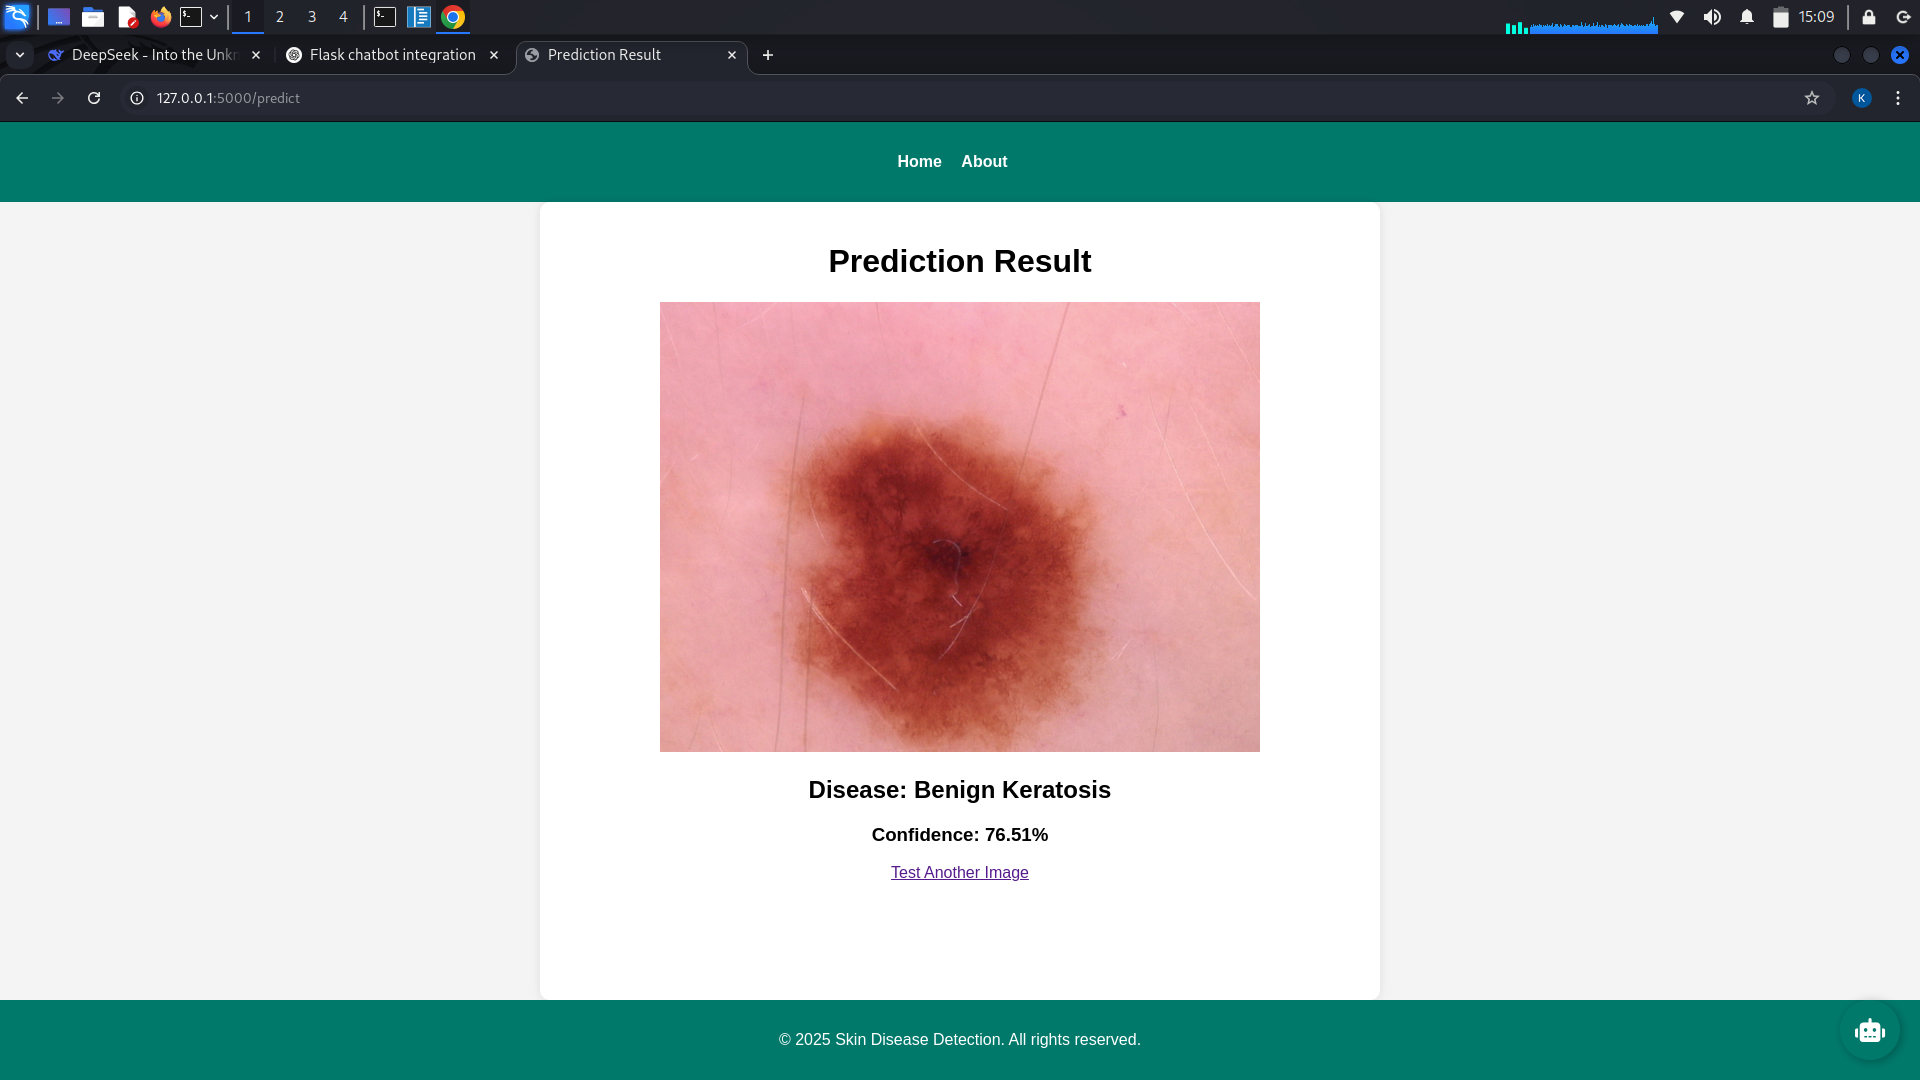 1 2 3 4
15:09
DeepSeek - Into the Unkn
Flask chatbot integration
Prediction Result
127.0.0.1:5000/predict
K
Home About
Prediction Result
Disease: Benign Keratosis
Confidence: 76.51%
Test Another Image
© 2025 Skin Disease Detection. All rights reserved.